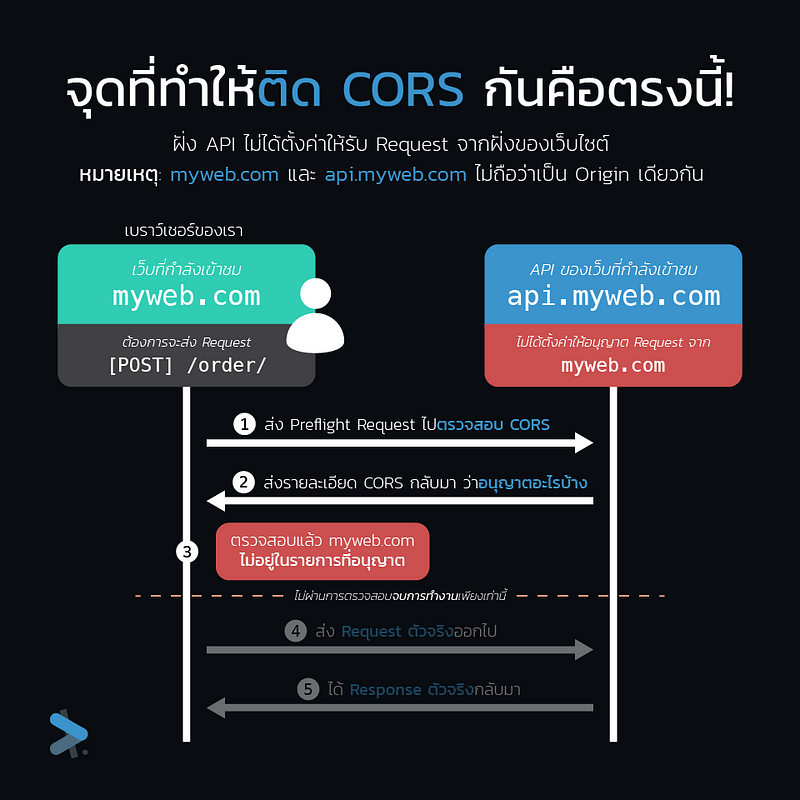 จุดที่ทำให้ติด CORS กันคือตรงนี้!
ฝั่ง API ไม่ได้ตั้งค่าให้รับ Request จากฝั่งของเว็บไซต์
หมายเหตุ: myweb.com และ api.myweb.com ไม่ถือว่าเป็น Origin เดียวกัน
เบราว์เซอร์ของเรา
เว็บที่กำลังเข้าชม
myweb.com
ต้องการจะส่ง Request
[POST] /order/
API ของเว็บที่กำลังเข้าชม
api.myweb.com
ไม่ได้ตั้งค่าให้อนุญาต Request จาก
myweb.com
1 ส่ง Preflight Request ไปตรวจสอบ CORS
2 ส่งรายละเอียด CORS กลับมา ว่าอนุญาตอะไรบ้าง
3
ตรวจสอบแล้ว myweb.com
ไม่อยู่ในรายการที่อนุญาต
ไม่ผ่านการตรวจสอบจบการทำงานเพียงเท่านี้
4 ส่ง Request ตัวจริงออกไป
5 ได้ Response ตัวจริงกลับมา